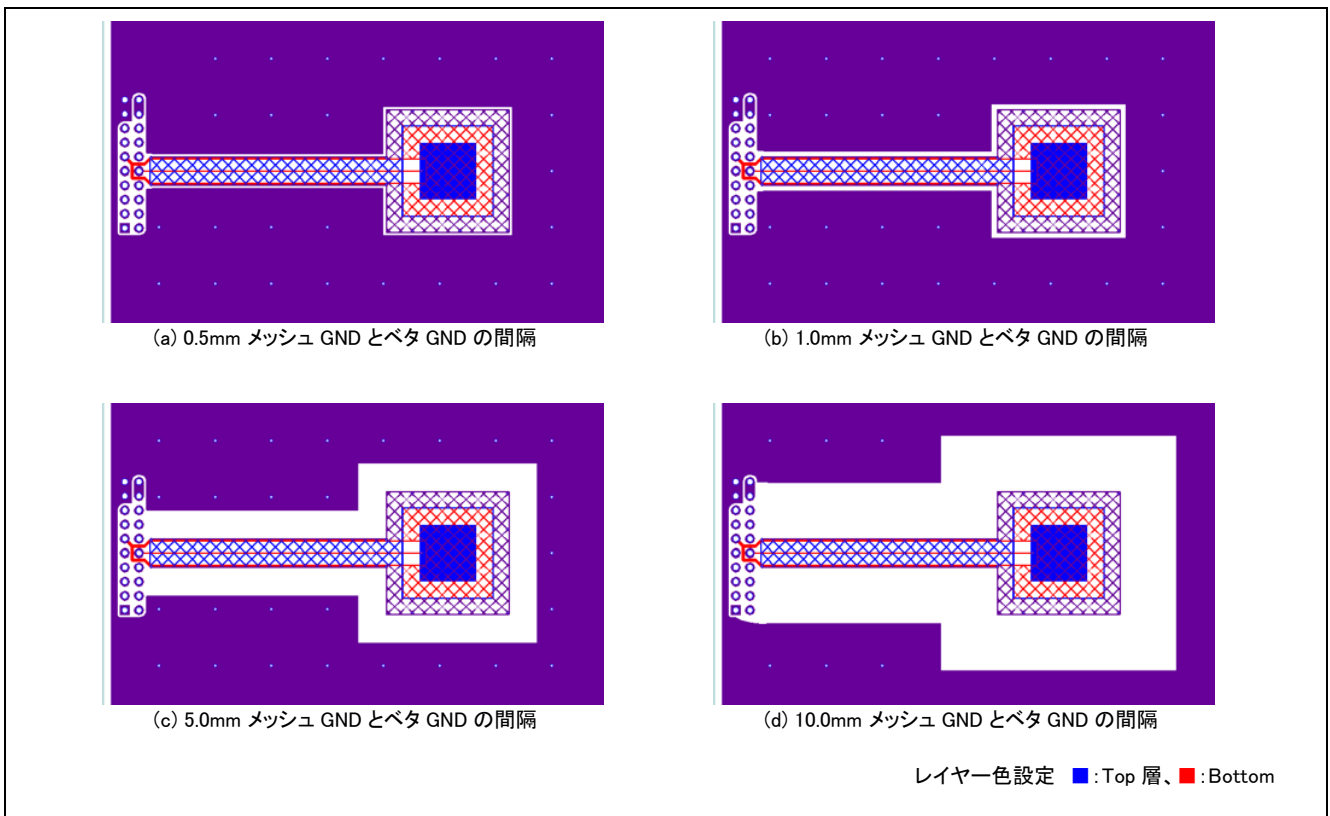 (a) 0.5mm メッシュ GND とベタ GND の間隔
(b) 1.0mm メッシュ GND とベタ GND の間隔
(c) 5.0mm メッシュ GND とベタ GND の間隔
(d) 10.0mm メッシュ GND とベタ GND の間隔
レイヤー色設定 ■:Top 層、■:Bottom